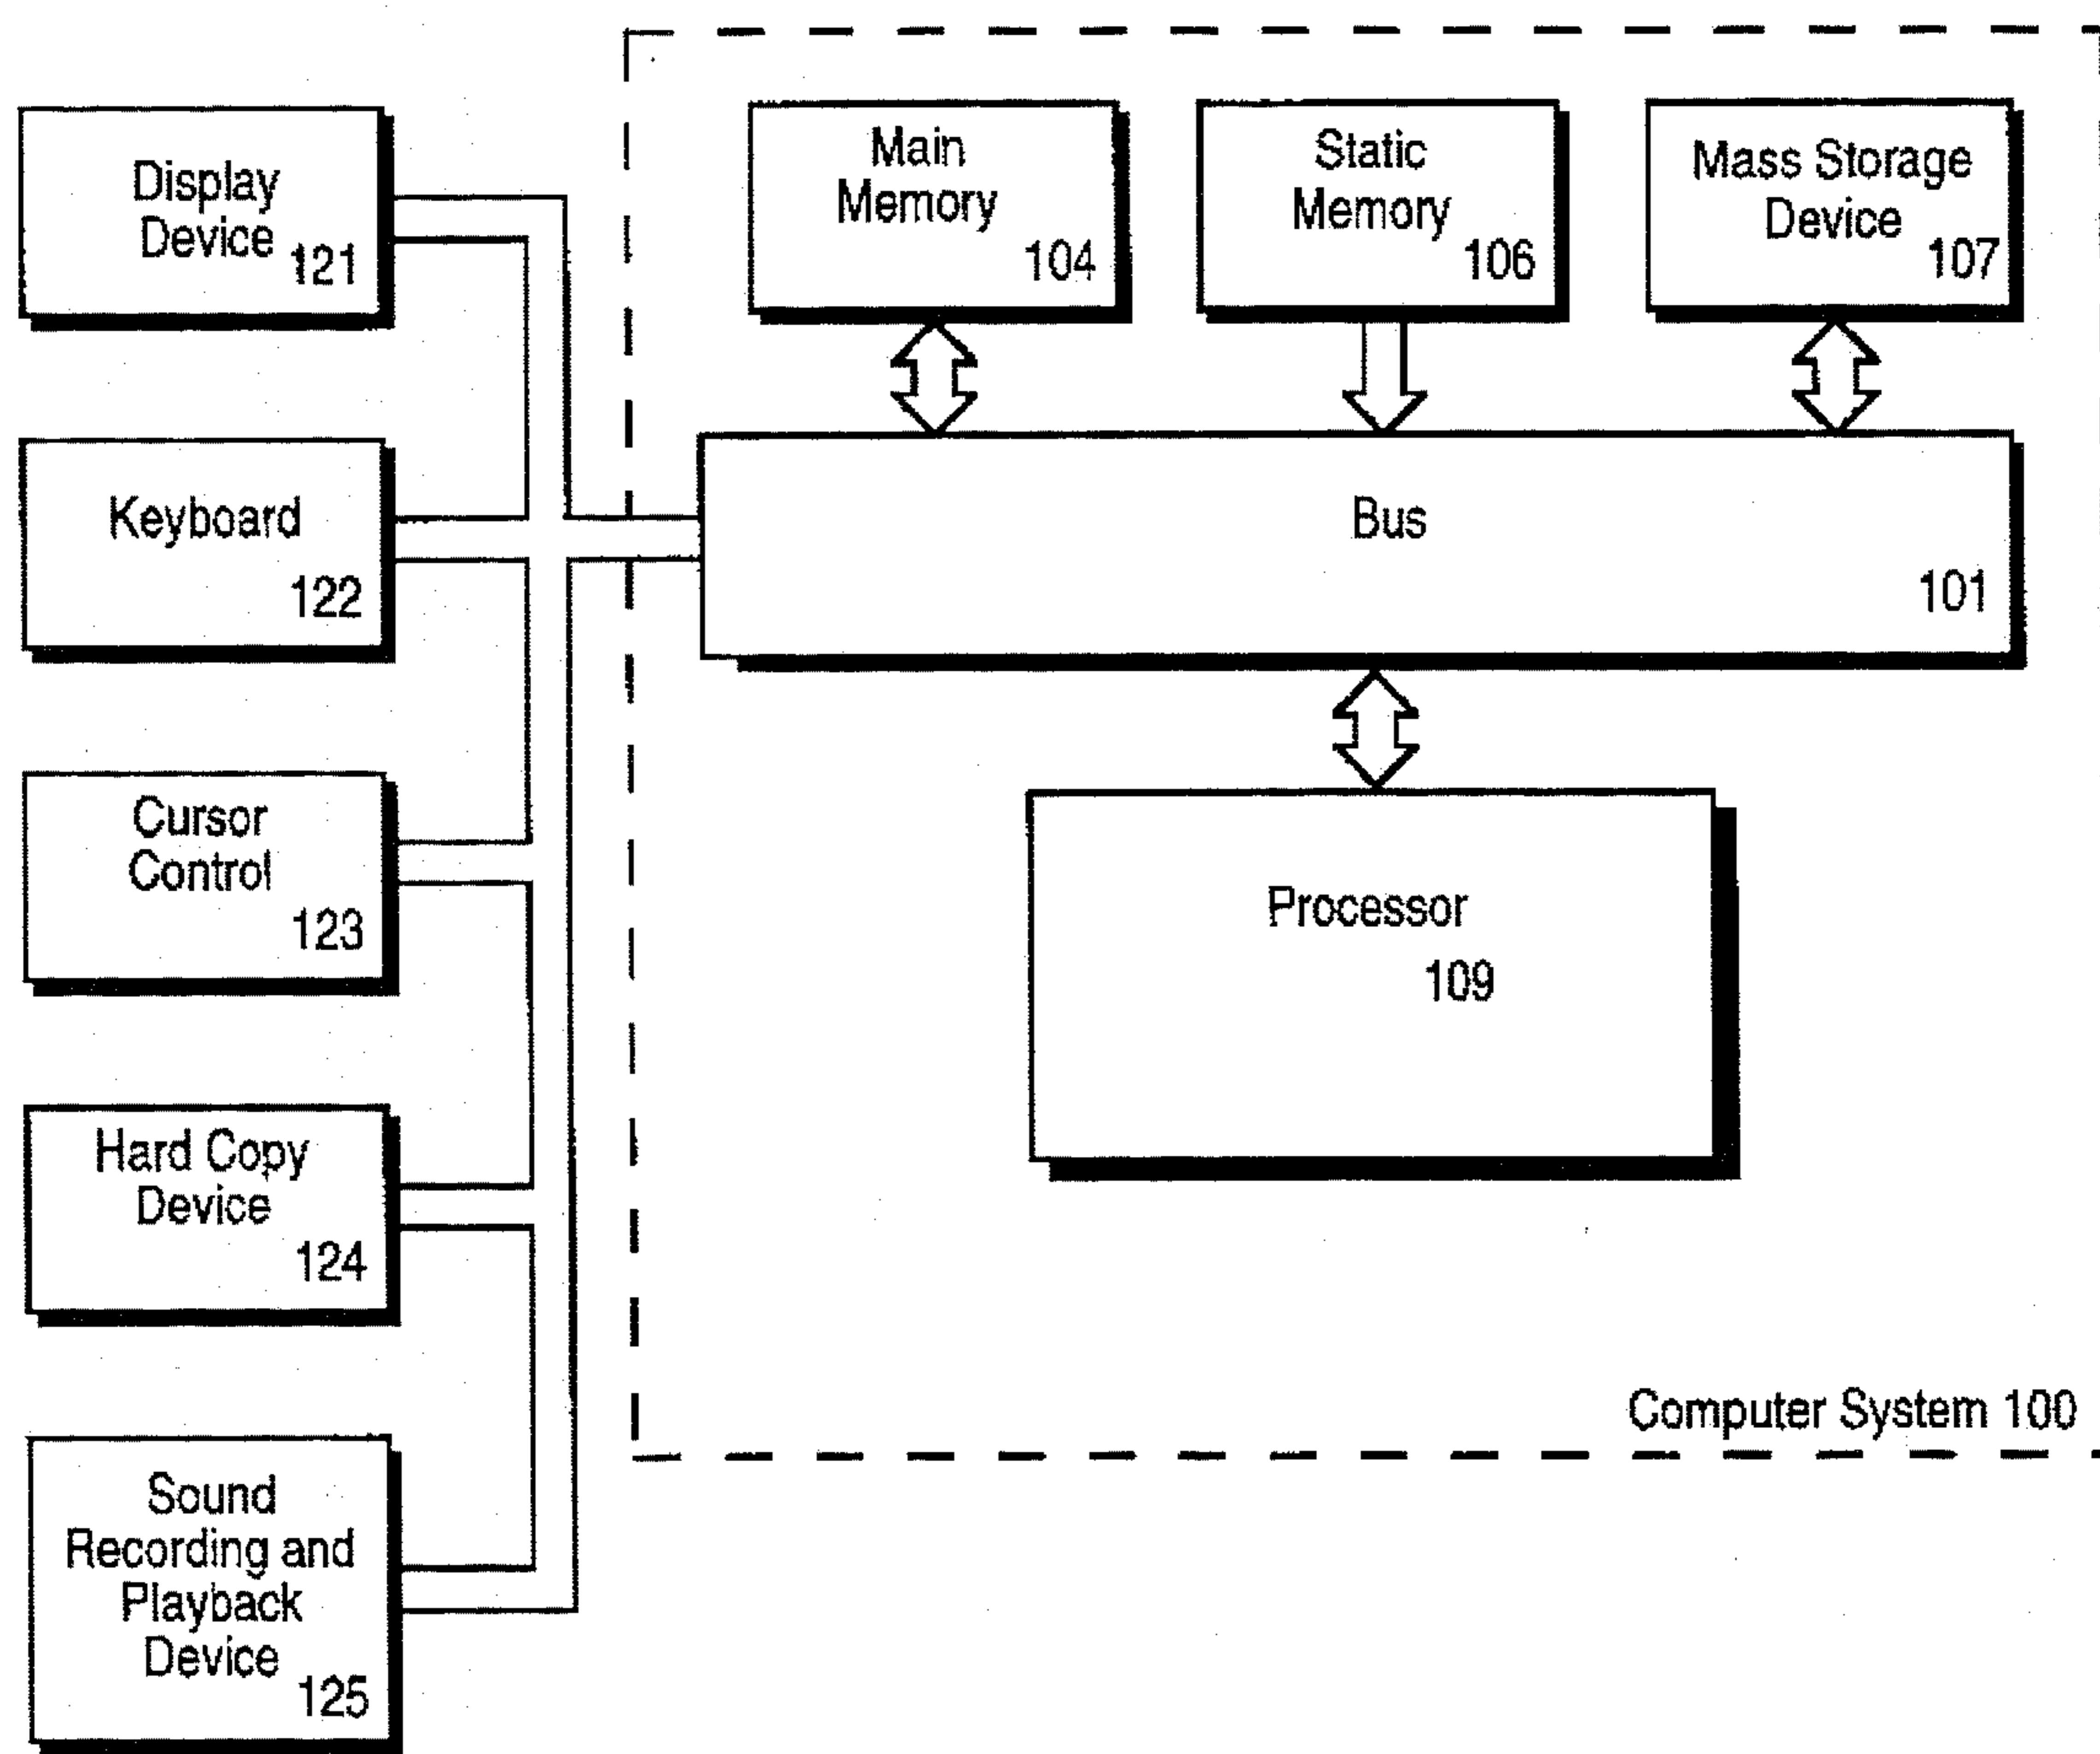 Display
Device
121
Keyboard
122
Cursor
Control
123
Hard Copy
Device
124
Sound
Recording and
Playback
Device
125
Main
Memory
104
Static
Memory
106
Mass Storage
Device
107
Bus
101
Processor
109
Computer System 100